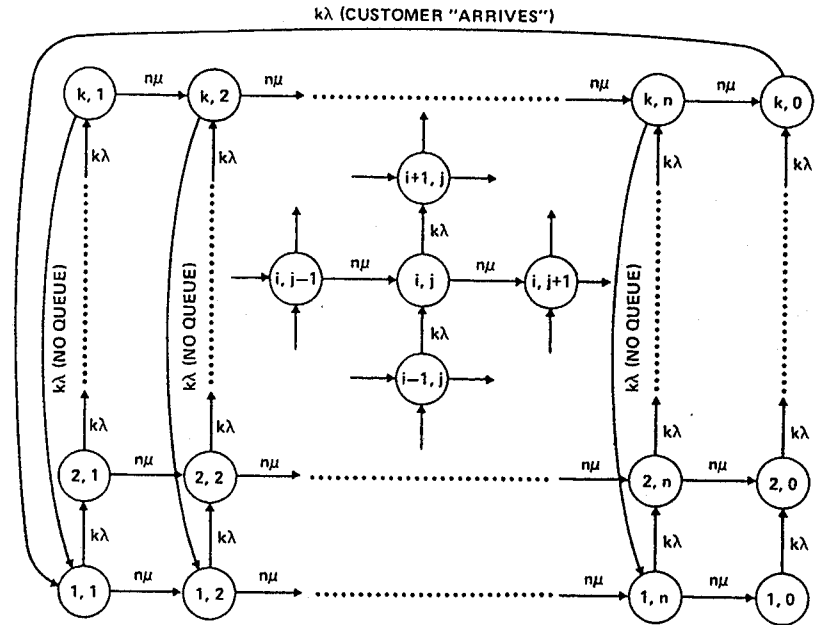 kλ (CUSTOMER "ARRIVES")
k, 1
nμ
k, 2
nμ
nμ
k, n
nμ
k, 0
kλ
kλ
kλ
kλ
i+1, j
kλ
i, j−1
nμ
i, j
nμ
i, j+1
kλ
i−1, j
kλ (NO QUEUE)
kλ (NO QUEUE)
kλ (NO QUEUE)
kλ
kλ
kλ
kλ
2, 1
nμ
2, 2
nμ
nμ
2, n
nμ
2, 0
kλ
kλ
kλ
kλ
1, 1
nμ
1, 2
nμ
nμ
1, n
nμ
1, 0